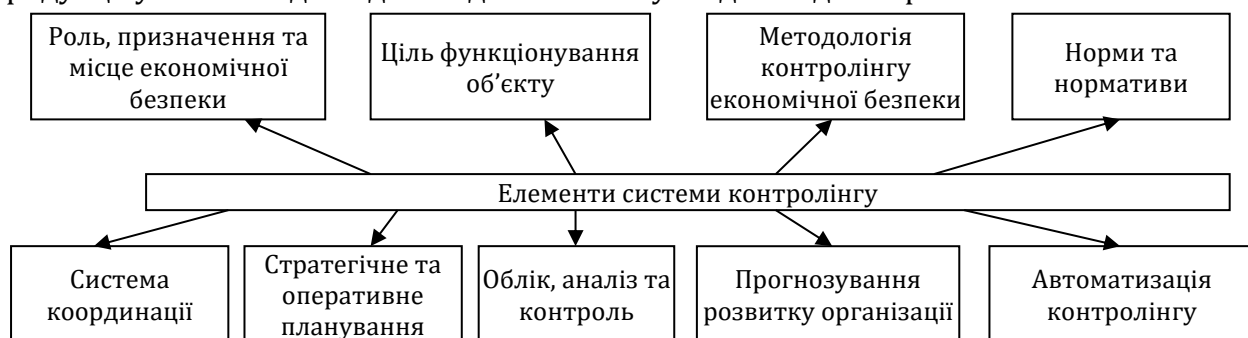 Роль, призначення та
місце економічної
безпеки
Ціль функціонування
об’єкту
Методологія
контролінгу
економічної безпеки
Норми та
нормативи
Елементи системи контролінгу
Система
координації
Стратегічне та
оперативне
планування
Облік, аналіз та
контроль
Прогнозування
розвитку організації
Автоматизація
контролінгу